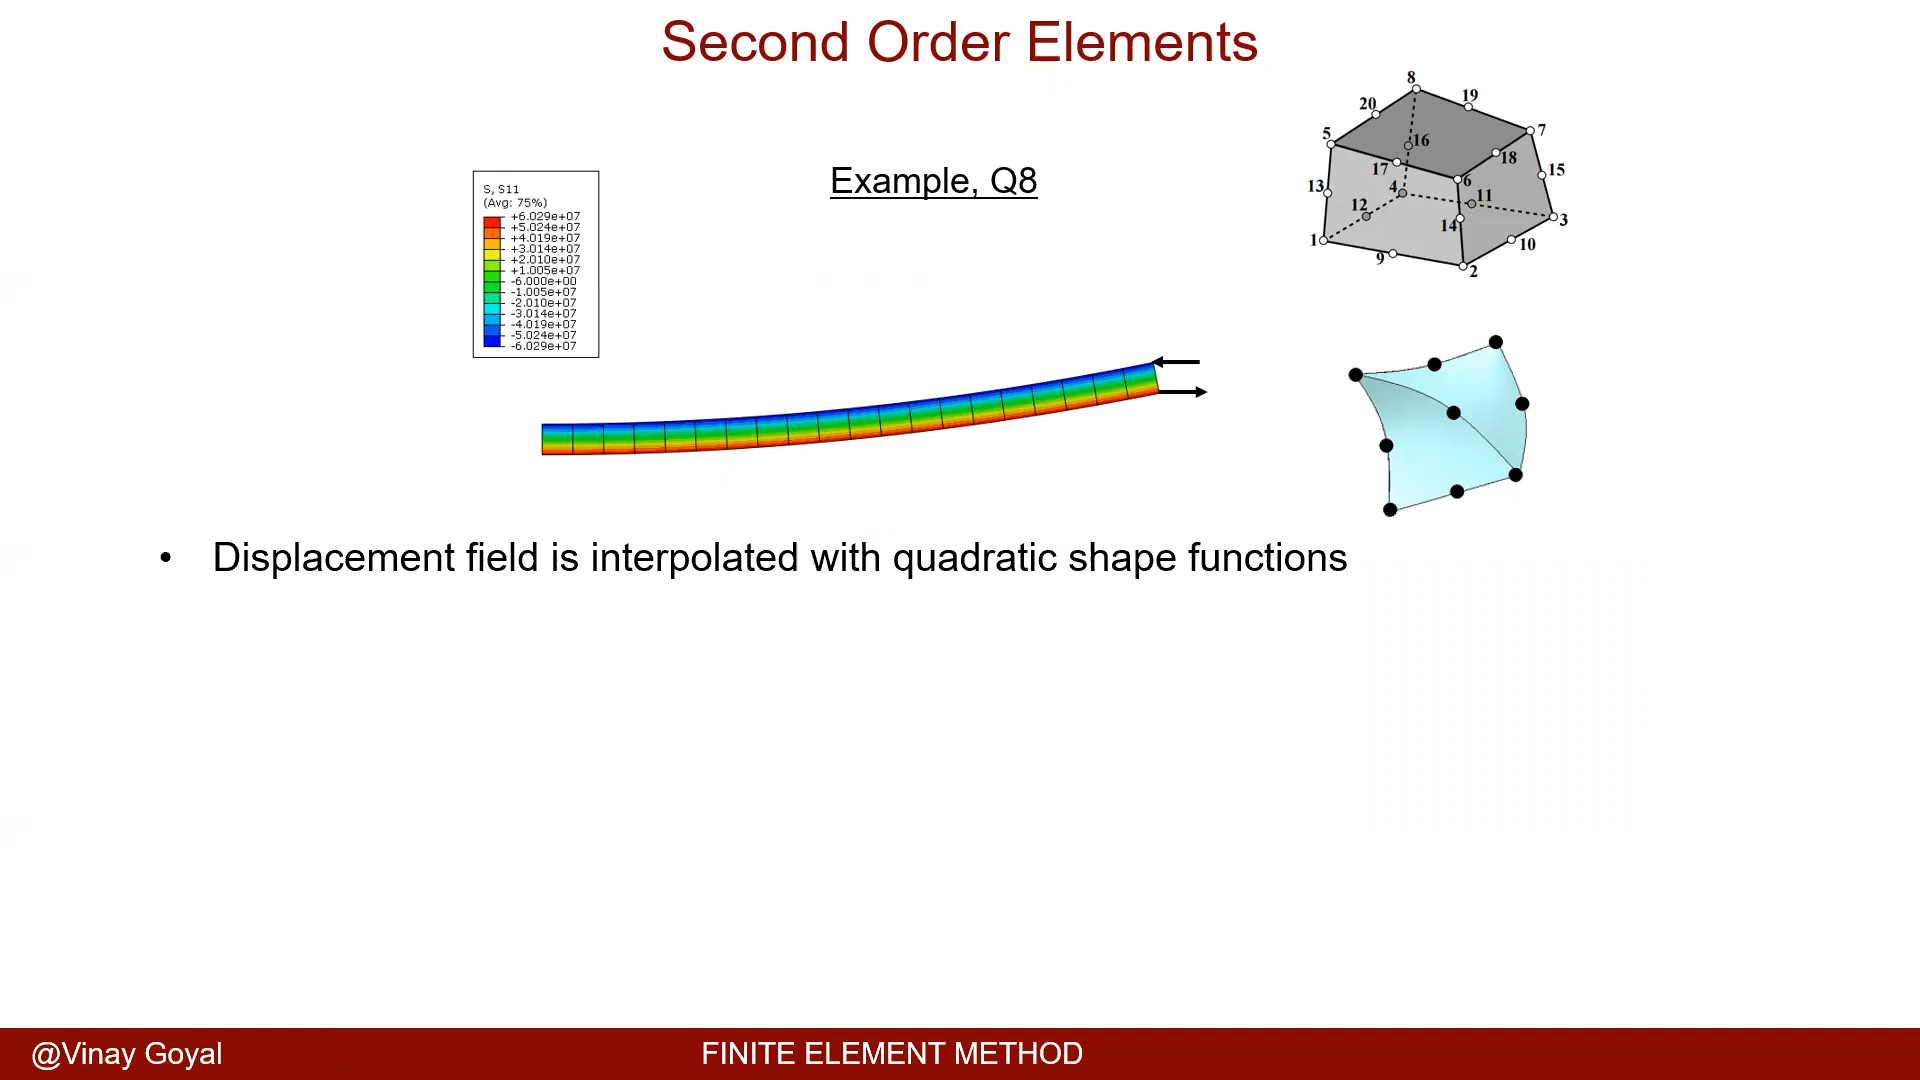 Second Order Elements
Example, Q8
S, S11
(Avg: 75%)
+6.029e+07
+5.024e+07
+4.019e+07
+3.014e+07
+2.010e+07
+1.005e+07
-6.000e+00
-1.005e+07
-2.010e+07
-3.014e+07
-4.019e+07
-5.024e+07
-6.029e+07
8
19
20
5
7
16
17
18
15
13
4
6
11
12
14
3
1
9
10
2
• Displacement field is interpolated with quadratic shape functions
@Vinay Goyal
FINITE ELEMENT METHOD